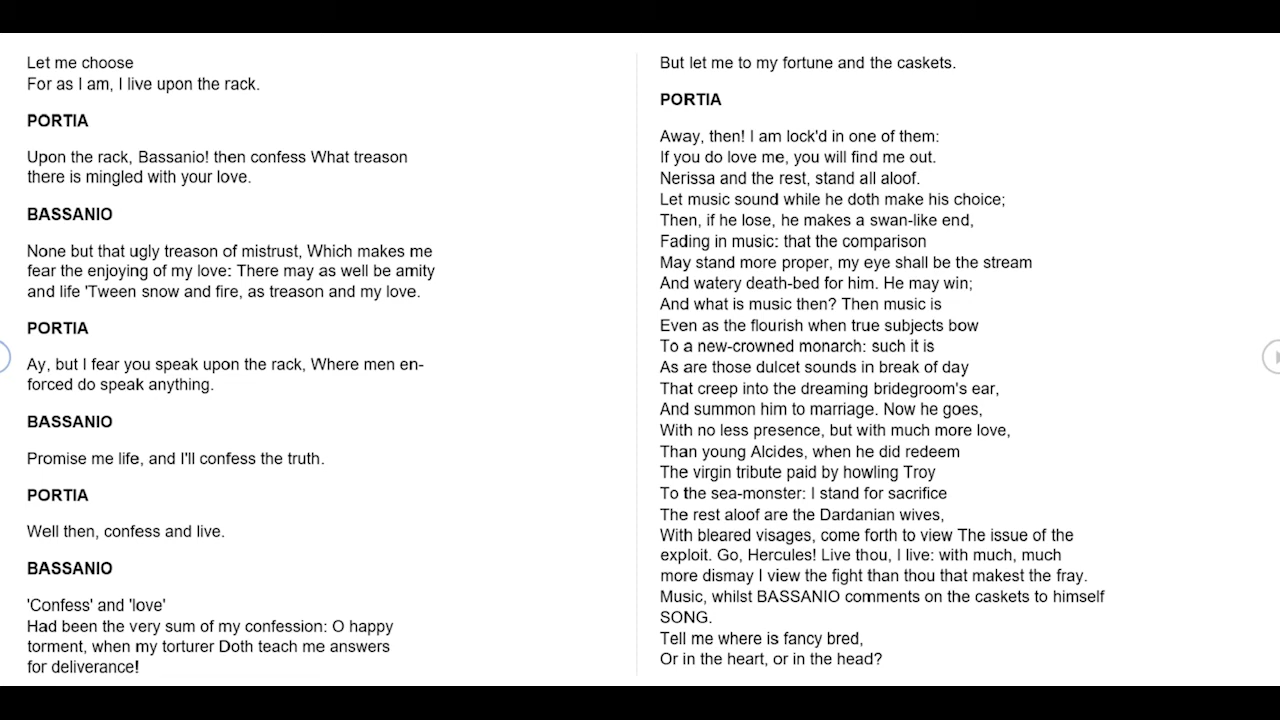 Let me choose
For as I am, I live upon the rack.
PORTIA
Upon the rack, Bassanio! then confess What treason
there is mingled with your love.
BASSANIO
None but that ugly treason of mistrust, Which makes me
fear the enjoying of my love: There may as well be amity
and life 'Tween snow and fire, as treason and my love.
PORTIA
Ay, but I fear you speak upon the rack, Where men en-
forced do speak anything.
BASSANIO
Promise me life, and I'll confess the truth.
PORTIA
Well then, confess and live.
BASSANIO
'Confess' and 'love'
Had been the very sum of my confession: O happy
torment, when my torturer Doth teach me answers
for deliverance!
But let me to my fortune and the caskets.
PORTIA
Away, then! I am lock'd in one of them:
If you do love me, you will find me out.
Nerissa and the rest, stand all aloof.
Let music sound while he doth make his choice;
Then, if he lose, he makes a swan-like end,
Fading in music: that the comparison
May stand more proper, my eye shall be the stream
And watery death-bed for him. He may win;
And what is music then? Then music is
Even as the flourish when true subjects bow
To a new-crowned monarch: such it is
As are those dulcet sounds in break of day
That creep into the dreaming bridegroom's ear,
And summon him to marriage. Now he goes,
With no less presence, but with much more love,
Than young Alcides, when he did redeem
The virgin tribute paid by howling Troy
To the sea-monster: I stand for sacrifice
The rest aloof are the Dardanian wives,
With bleared visages, come forth to view The issue of the
exploit. Go, Hercules! Live thou, I live: with much, much
more dismay I view the fight than thou that makest the fray.
Music, whilst BASSANIO comments on the caskets to himself
SONG.
Tell me where is fancy bred,
Or in the heart, or in the head?